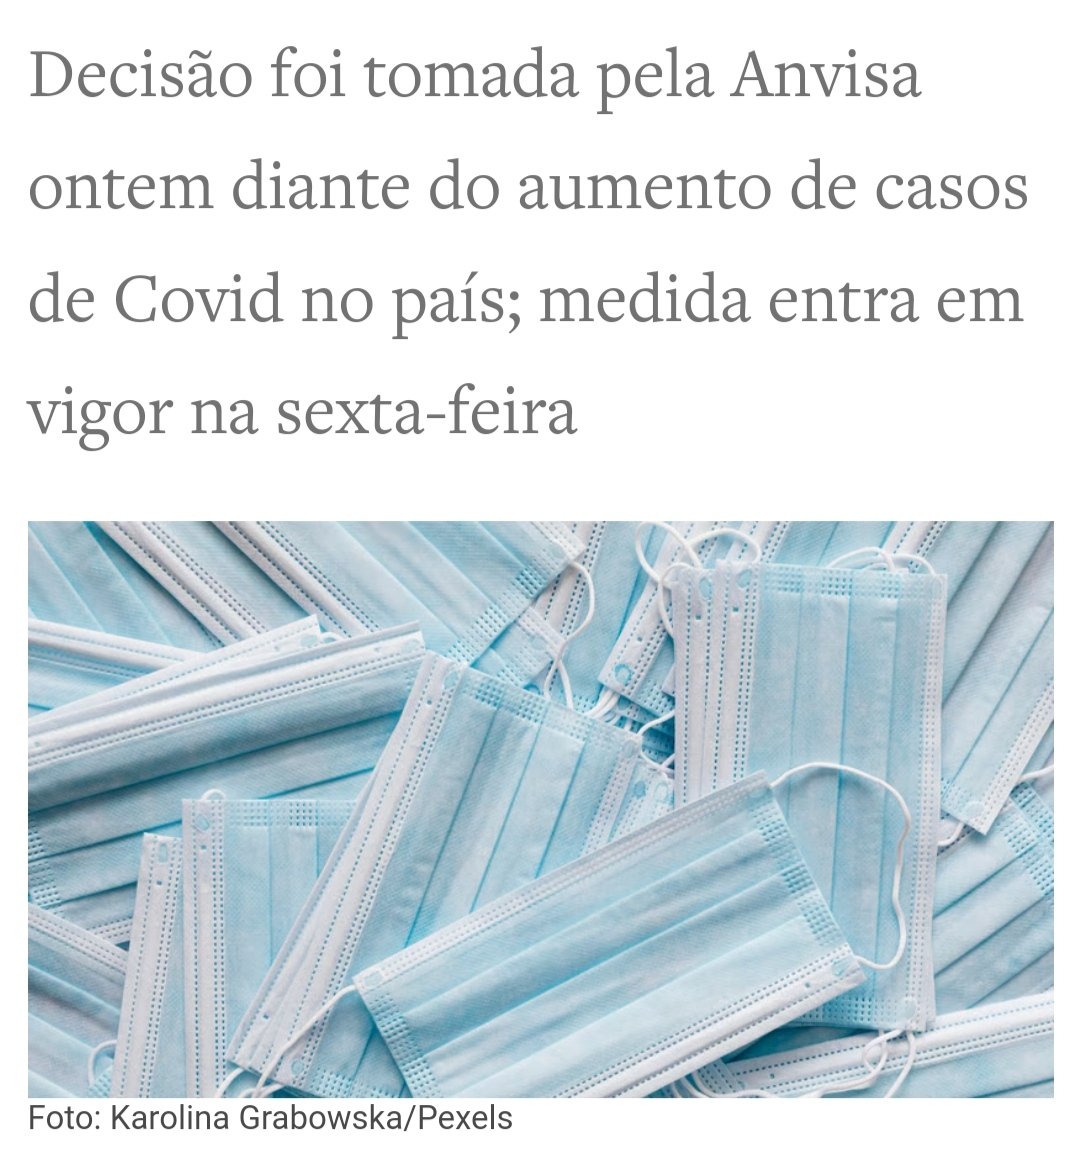 Decisão foi tomada pela Anvisa
ontem diante do aumento de casos
de Covid no país; medida entra em
vigor na sexta-feira
Foto: Karolina Grabowska/Pexels